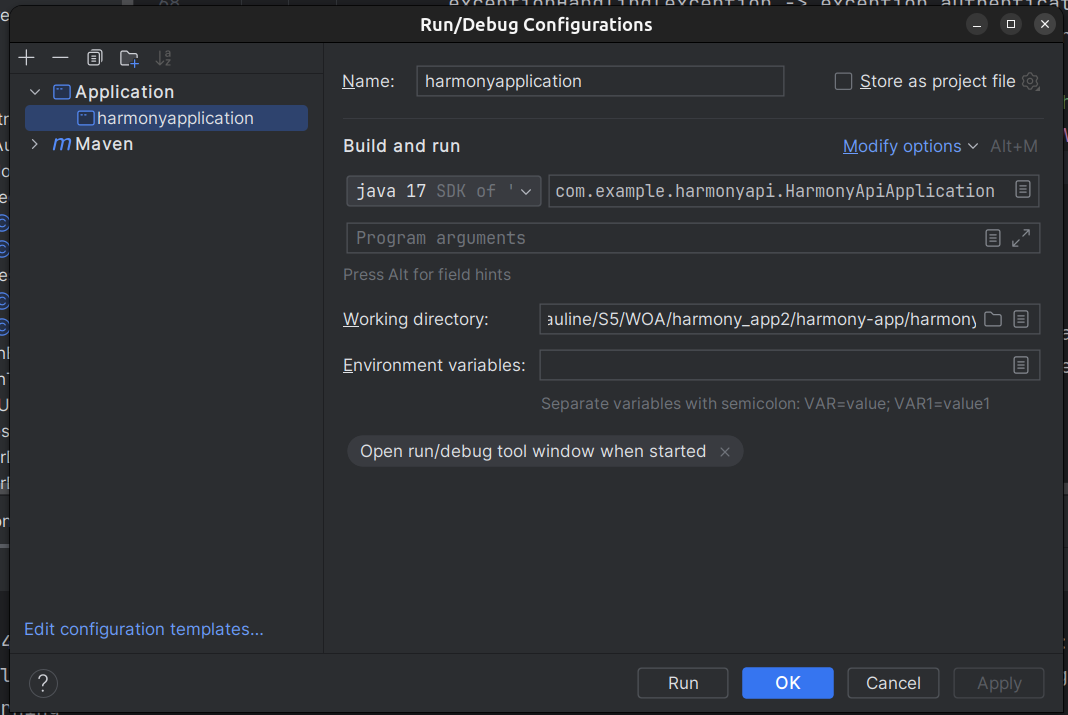 Run/Debug Configurations
Name: harmonyapplication Store as project file
Application
harmonyapplication
Maven
Build and run Modify options Alt+M
java 17 SDK of ' com.example.harmonyapi.HarmonyApiApplication
Program arguments
Press Alt for field hints
Working directory: auline/S5/WOA/harmony_app2/harmony-app/harmony
Environment variables:
Separate variables with semicolon: VAR=value; VAR1=value1
Open run/debug tool window when started
Edit configuration templates...
? Run OK Cancel Apply